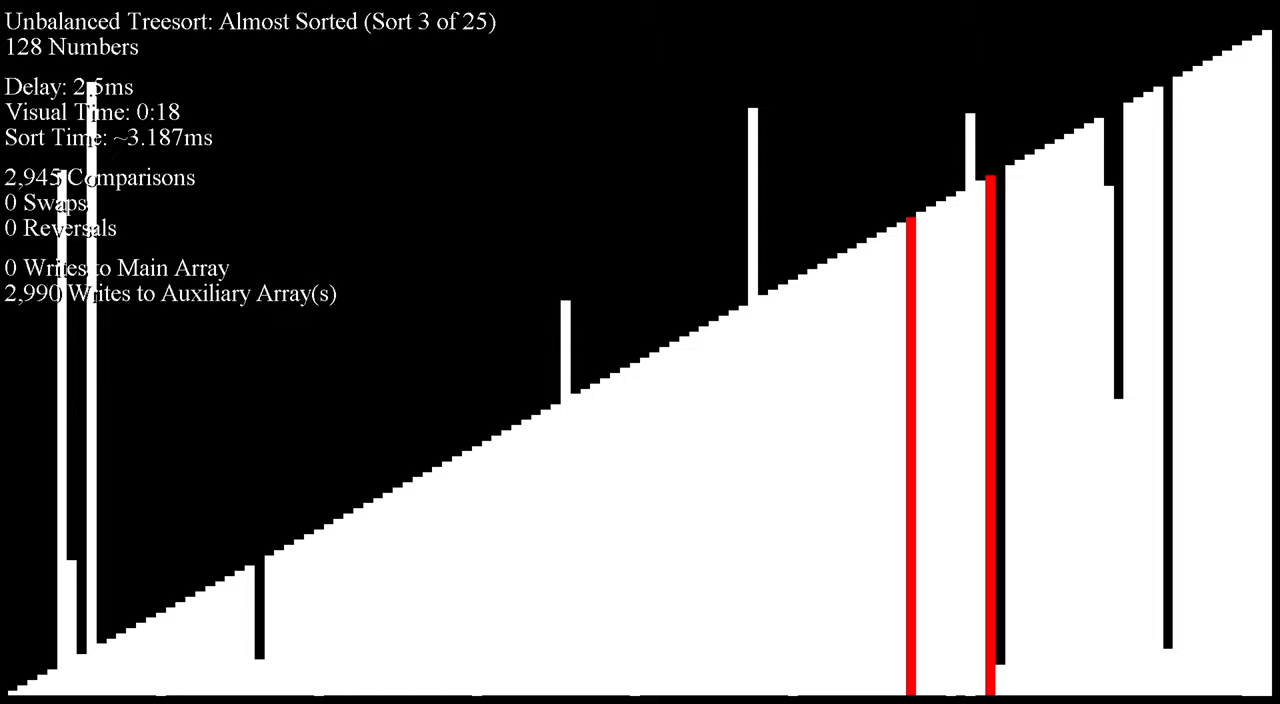 Unbalanced Treesort: Almost Sorted (Sort 3 of 25)
128 Numbers
Delay: 2.5ms
Visual Time: 0:18
Sort Time: ~3.187ms
2,945 Comparisons
0 Swaps
0 Reversals
0 Writes to Main Array
2,990 Writes to Auxiliary Array(s)